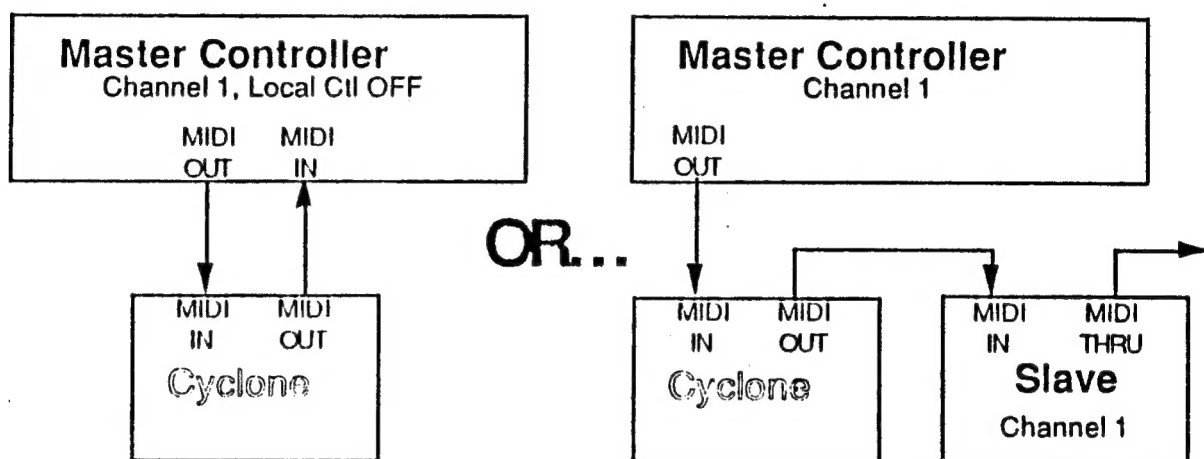 Master Controller
Channel 1, Local Ctl OFF
MIDI MIDI
OUT IN
MIDI MIDI
IN OUT
Cyclone
OR...
Master Controller
Channel 1
MIDI
OUT
MIDI MIDI
IN OUT
Cyclone
MIDI MIDI
IN THRU
Slave
Channel 1